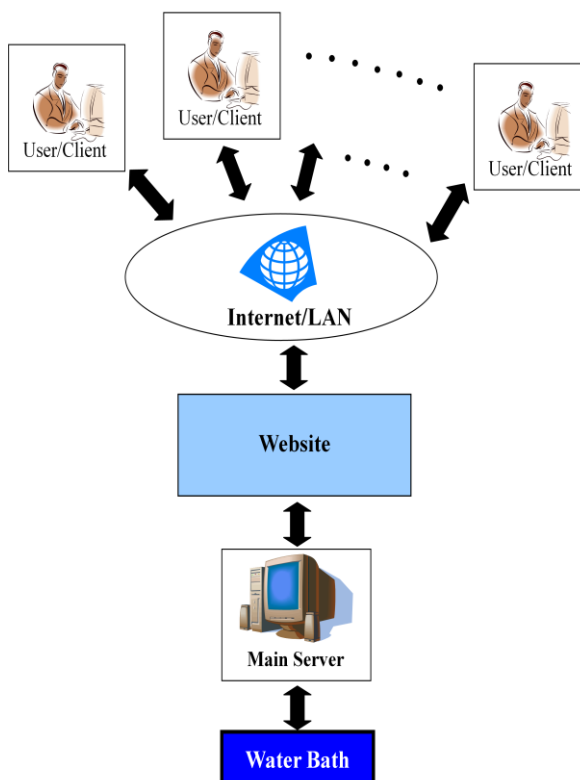 User/Client
User/Client
User/Client
Internet/LAN
Website
Main Server
Water Bath